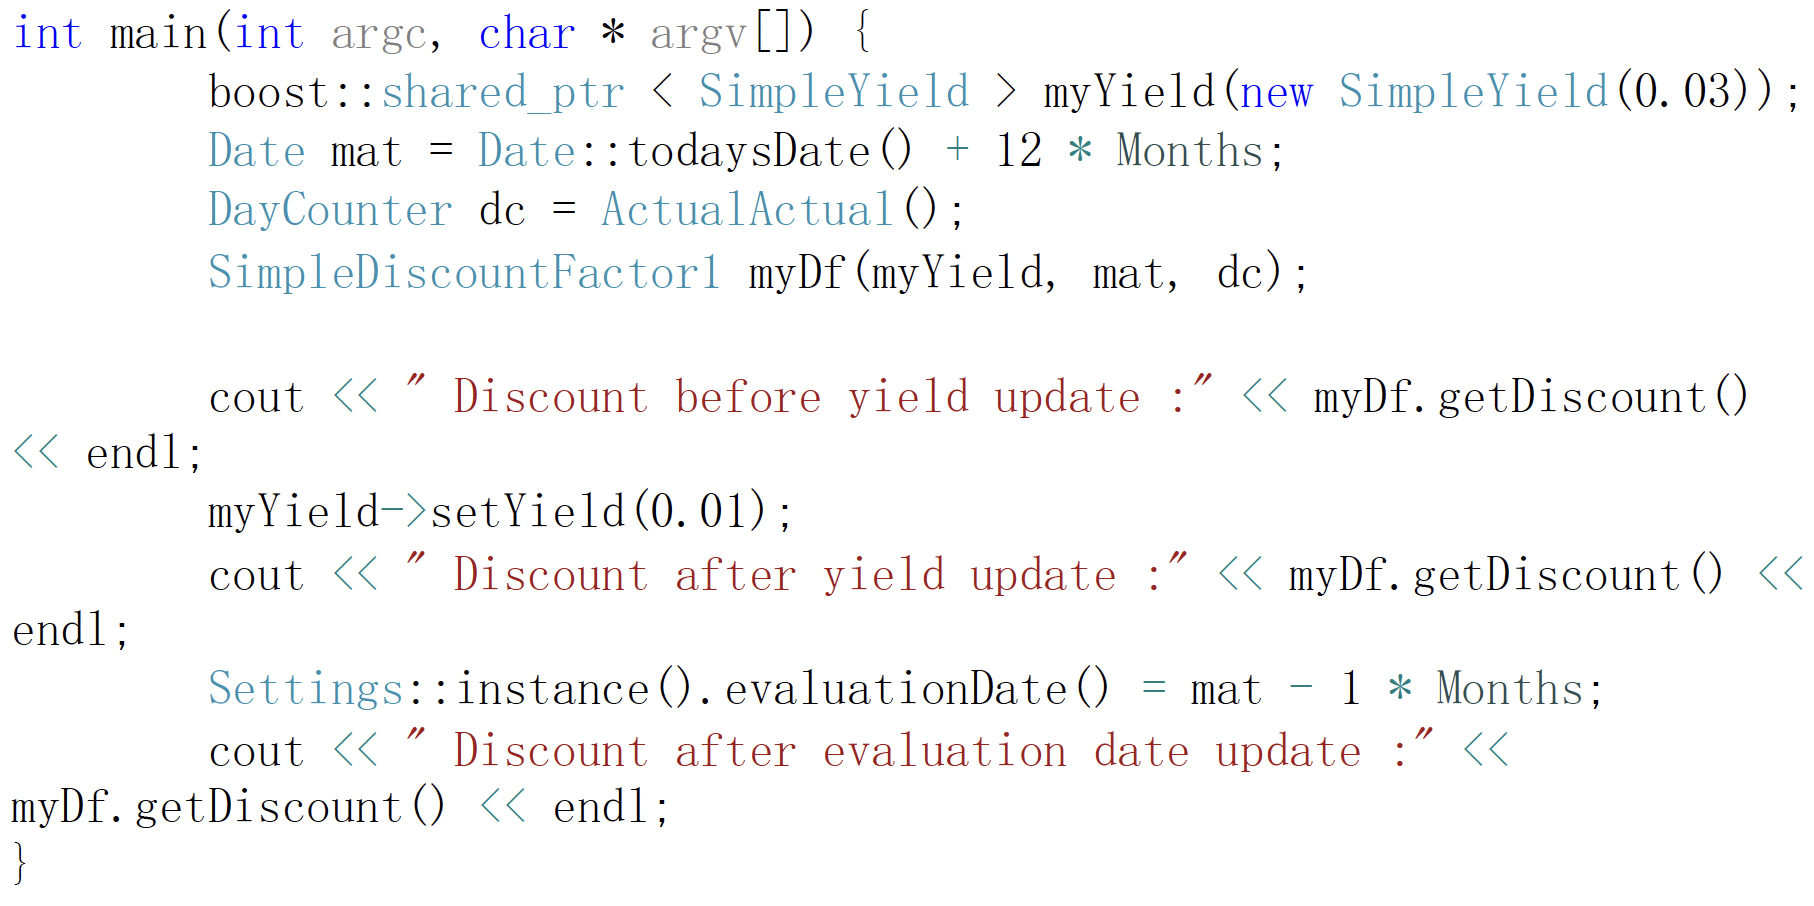 int main(int argc, char * argv[]) {
boost::shared_ptr < SimpleYield > myYield(new SimpleYield(0.03));
Date mat = Date::todaysDate() + 12 * Months;
DayCounter dc = ActualActual();
SimpleDiscountFactor1 myDf(myYield, mat, dc);
cout << " Discount before yield update :" << myDf.getDiscount()
<< endl;
myYield->setYield(0.01);
cout << " Discount after yield update :" << myDf.getDiscount() <<
endl;
Settings::instance().evaluationDate() = mat - 1 * Months;
cout << " Discount after evaluation date update :" <<
myDf.getDiscount() << endl;
}